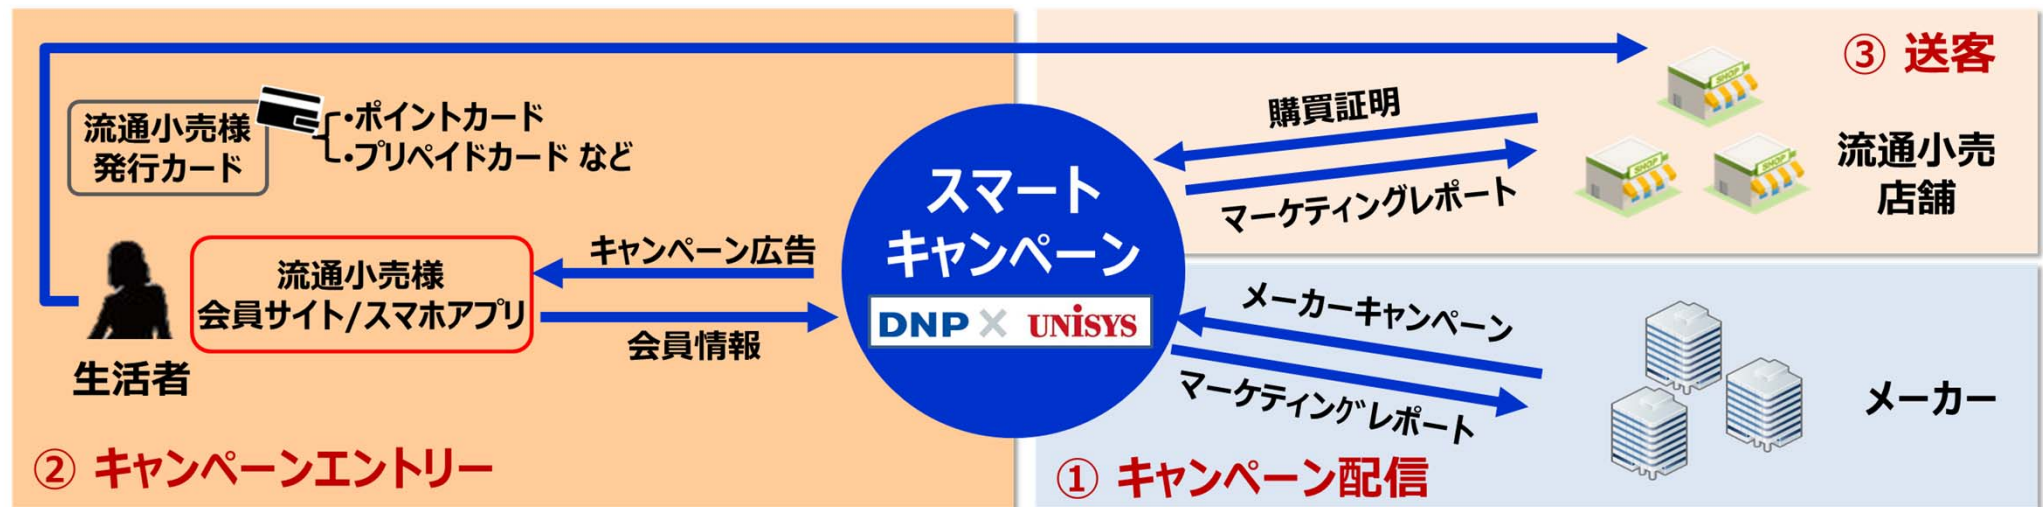 流通小売様
発行カード
・ポイントカード
・プリペイドカード など
生活者
流通小売様
会員サイト/スマホアプリ
キャンペーン広告
会員情報
② キャンペーンエントリー
スマート
キャンペーン
DNP × UNISYS
③ 送客
購買証明
マーケティングレポート
SHOP
SHOP
SHOP
流通小売
店舗
メーカーキャンペーン
マーケティングレポート
メーカー
① キャンペーン配信